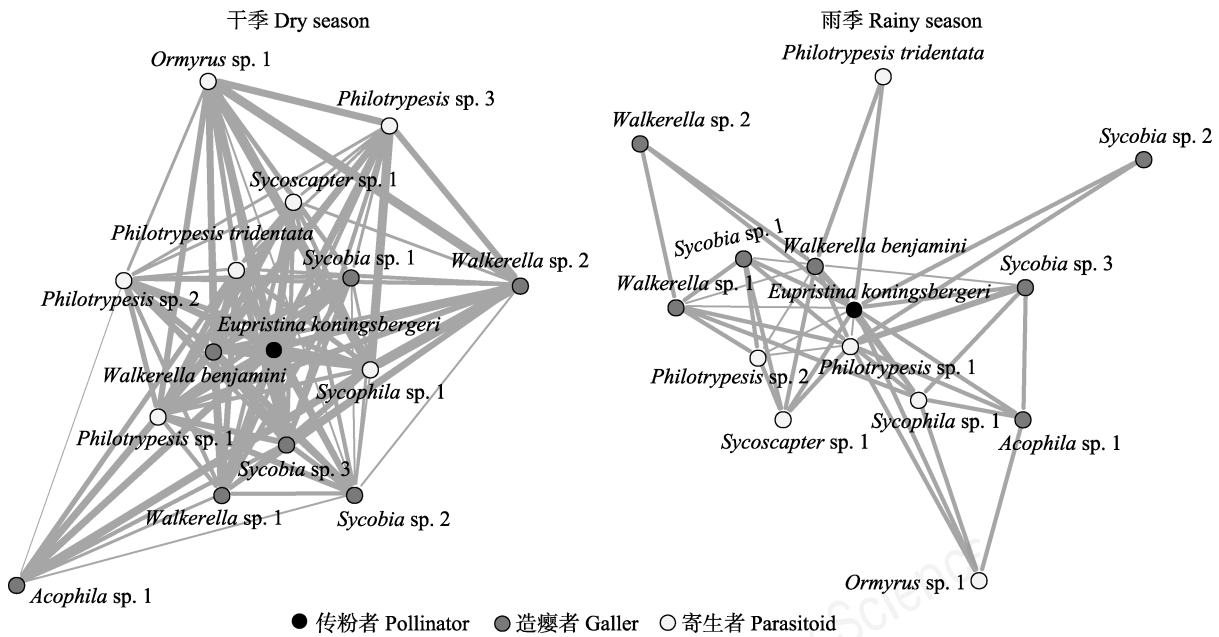 干季 Dry season
Ormyrus sp. 1
Philotrypesis sp. 3
Sycoscapter sp. 1
Philotrypesis tridentata
Sycobia sp. 1
Walkerella sp. 2
Philotrypesis sp. 2
Eupristina koningsbergeri
Walkerella benjamini
Sycophila sp. 1
Philotrypesis sp. 1
Sycobia sp. 3
Walkerella sp. 1
Sycobia sp. 2
Acophila sp. 1
雨季 Rainy season
Philotrypesis tridentata
Walkerella sp. 2
Sycobia sp. 2
Sycobia sp. 1
Walkerella benjamini
Sycobia sp. 3
Walkerella sp. 1
Eupristina koningsbergeri
Philotrypesis sp. 2
Philotrypesis sp. 1
Sycoscapter sp. 1
Sycophila sp. 1
Acophila sp. 1
Ormyrus sp. 1
传粉者 Pollinator 造瘿者 Galler 寄生者 Parasitoid